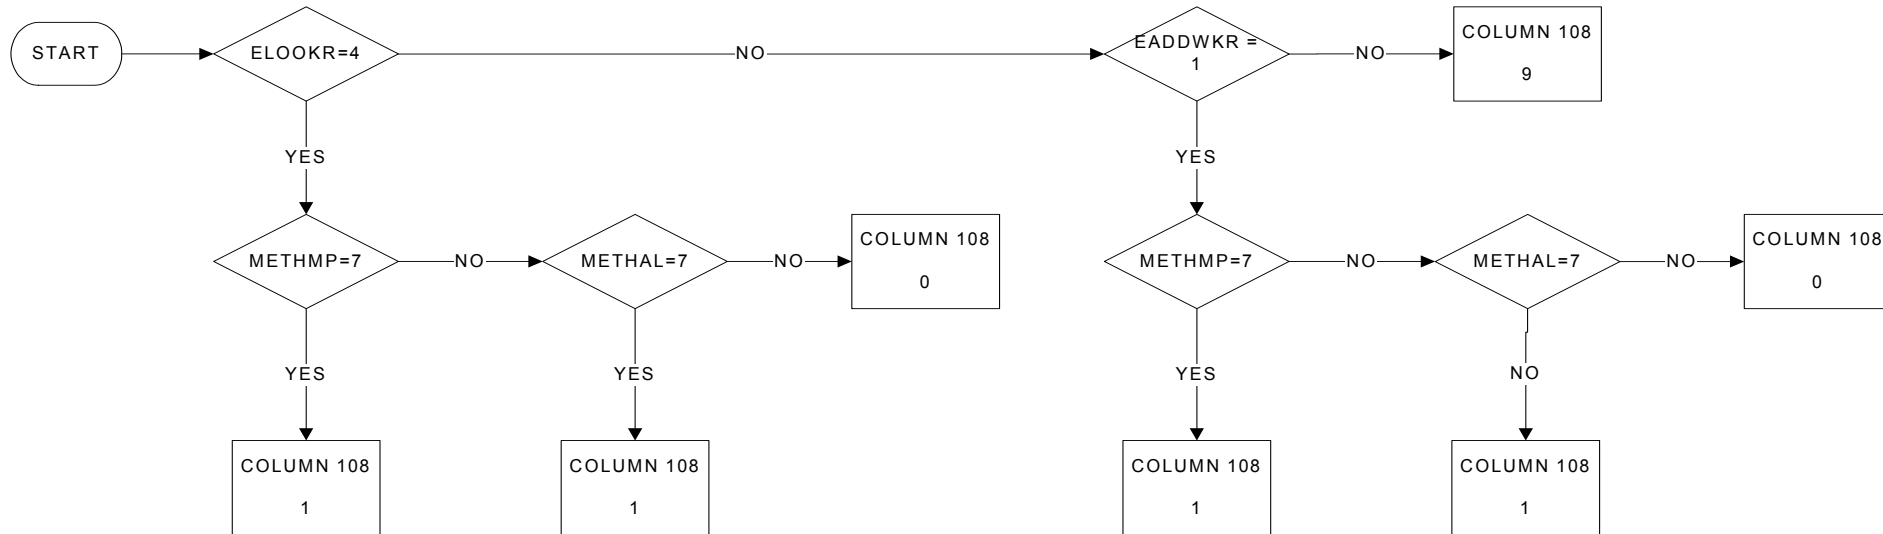 START
ELOOKR=4
NO
EADDWKR =
1
NO
COLUMN 108
9
YES
YES
METHMP=7
NO
METHAL=7
NO
COLUMN 108
0
METHMP=7
NO
METHAL=7
NO
COLUMN 108
0
YES
YES
YES
NO
COLUMN 108
1
COLUMN 108
1
COLUMN 108
1
COLUMN 108
1